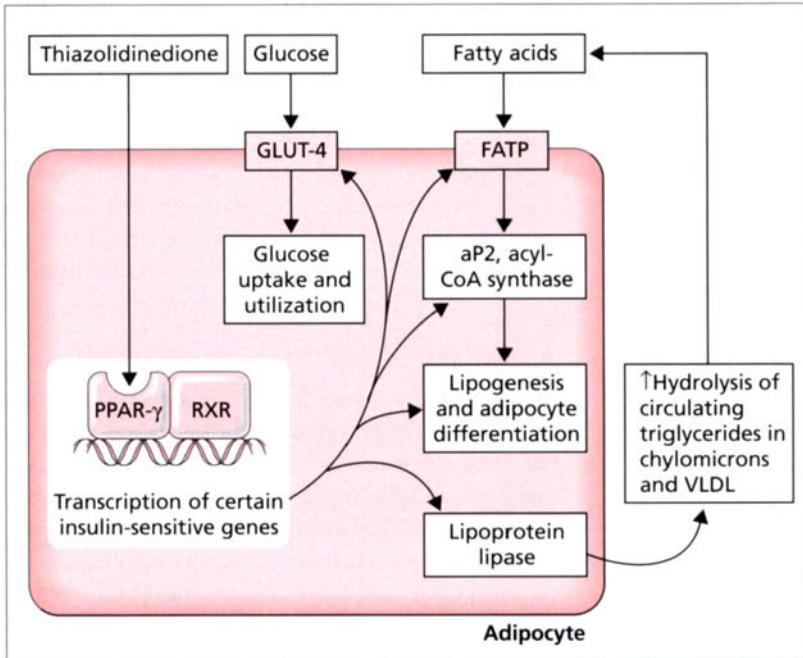 Thiazolidinedione
Glucose
Fatty acids
GLUT-4
FATP
Glucose
uptake and
utilization
aP2, acyl-
CoA synthase
PPAR-γ
RXR
Lipogenesis
and adipocyte
differentiation
↑Hydrolysis of
circulating
triglycerides in
chylomicrons
and VLDL
Transcription of certain
insulin-sensitive genes
Lipoprotein
lipase
Adipocyte